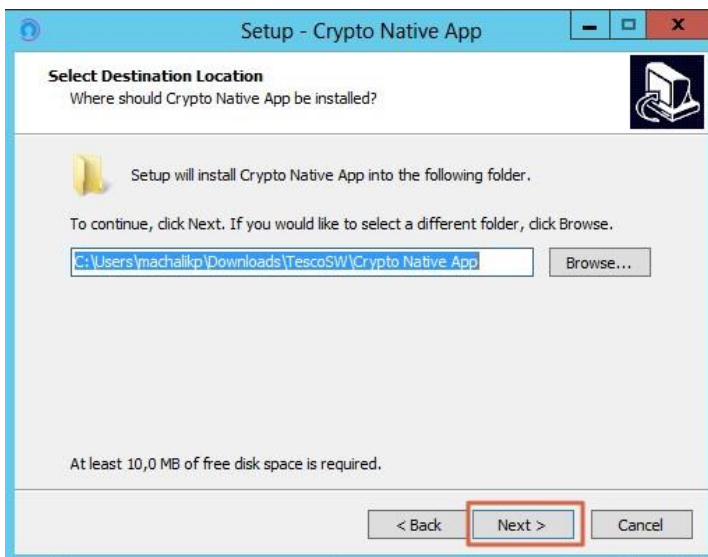 Setup - Crypto Native App
Select Destination Location
Where should Crypto Native App be installed?
Setup will install Crypto Native App into the following folder.
To continue, click Next. If you would like to select a different folder, click Browse.
C:\Users\machalikp\Downloads\TescoSW\Crypto Native App
Browse...
At least 10,0 MB of free disk space is required.
< Back Next > Cancel